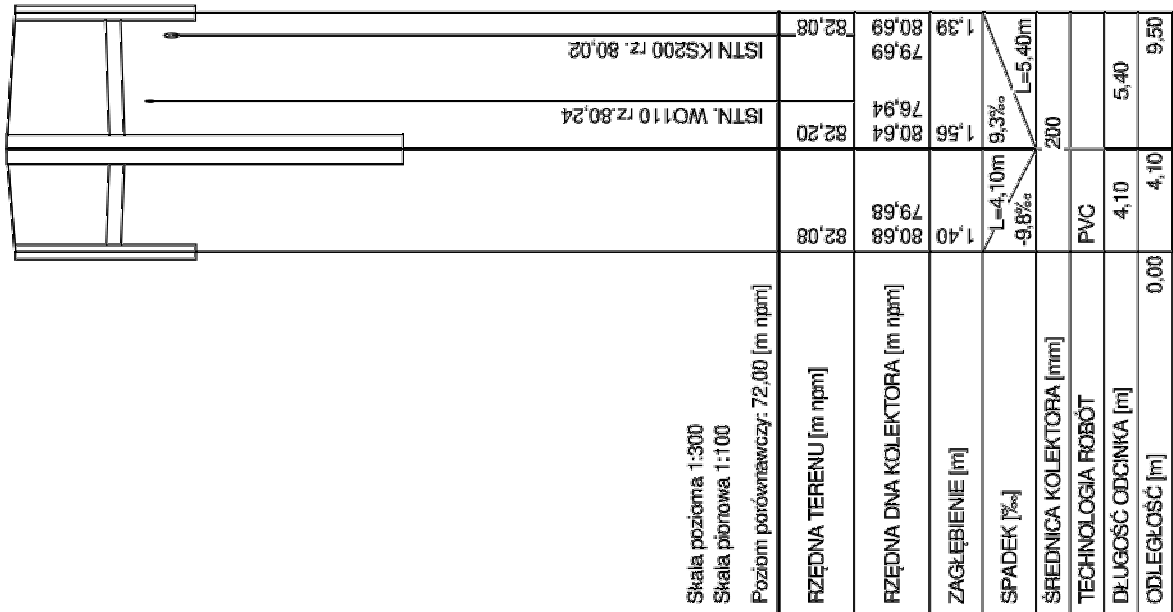 Skala pozioma 1:300
Skala pionowa 1:100
Poziom porównawczy: 72,00 [m npm]
ISTN. WO110 rz.80,24
ISTN KS200 rz. 80,02
RZĘDNA TERENU [m npm]
82,08
82,20
82,08
RZĘDNA DNA KOLEKTORA [m npm]
80,68
79,68
80,64
76,94
79,69
80,69
ZAGŁĘBIENIE [m]
1,40
1,56
1,39
SPADEK [‰]
L=4,10m
-9,8‰
9,3‰
L=5,40m
ŚREDNICA KOLEKTORA [mm]
200
TECHNOLOGIA ROBÓT
PVC
DŁUGOŚĆ ODCINKA [m]
4,10
5,40
ODLEGŁOŚĆ [m]
0,00
4,10
9,50